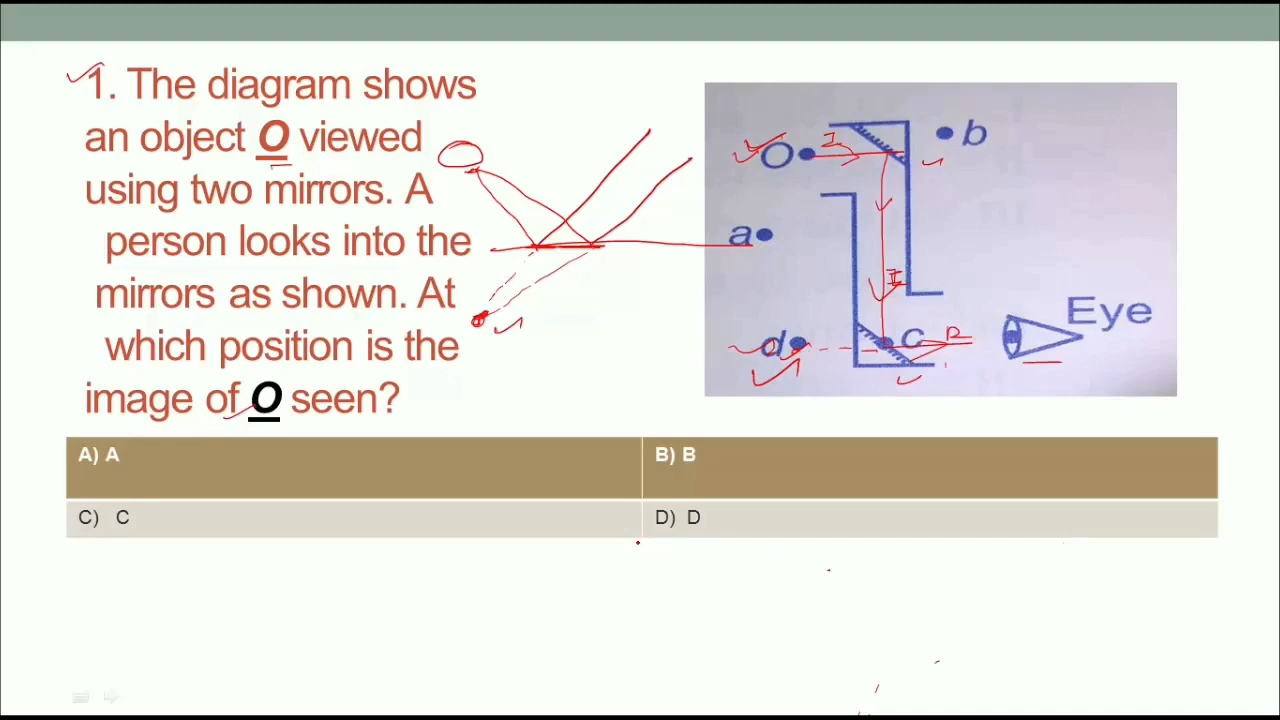 1. The diagram shows
an object O viewed
using two mirrors. A
person looks into the
mirrors as shown. At
which position is the
image of O seen?
O
I
b
a
I
Eye
d
C
R
A) A
B) B
C) C
D) D